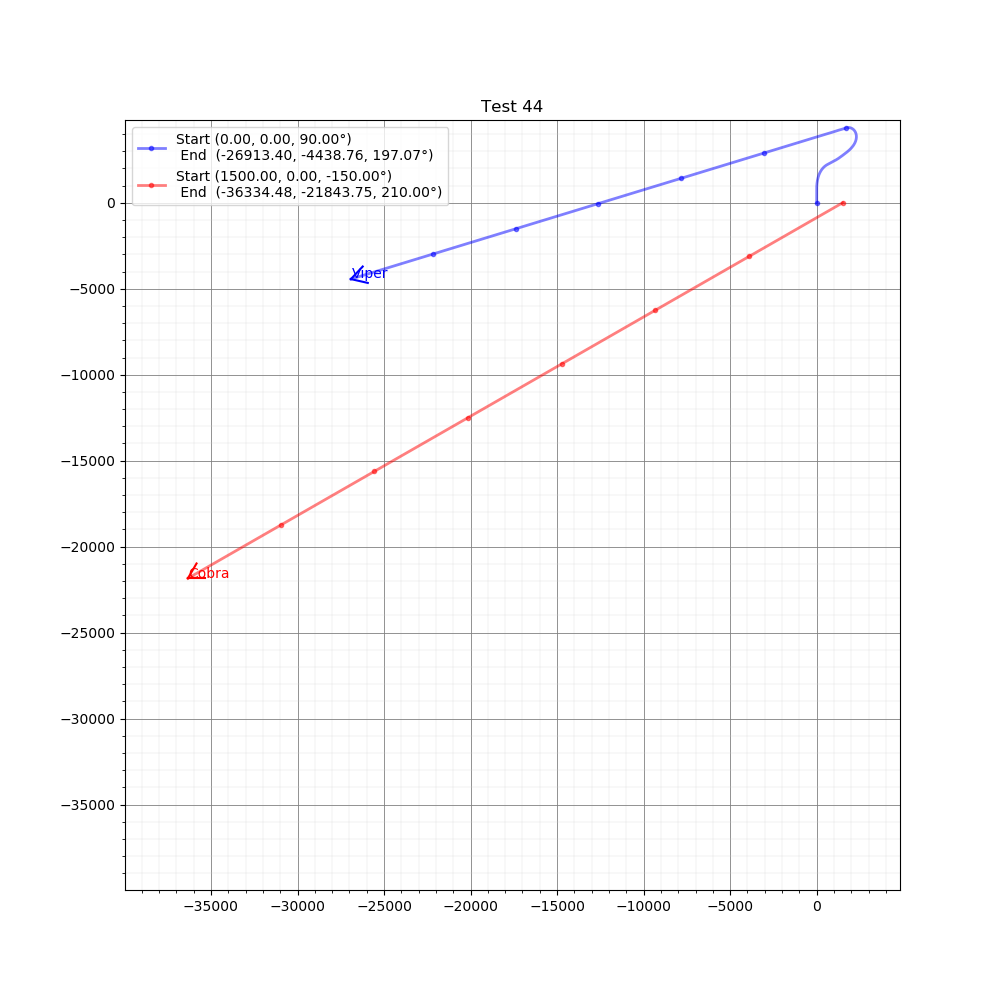 Test 44
Start (0.00, 0.00, 90.00°)
End (-26913.40, -4438.76, 197.07°)
Start (1500.00, 0.00, -150.00°)
End (-36334.48, -21843.75, 210.00°)
0
−5000
−10000
−15000
−20000
−25000
−30000
−35000
Viper
Cobra
−35000 −30000 −25000 −20000 −15000 −10000 −5000 0